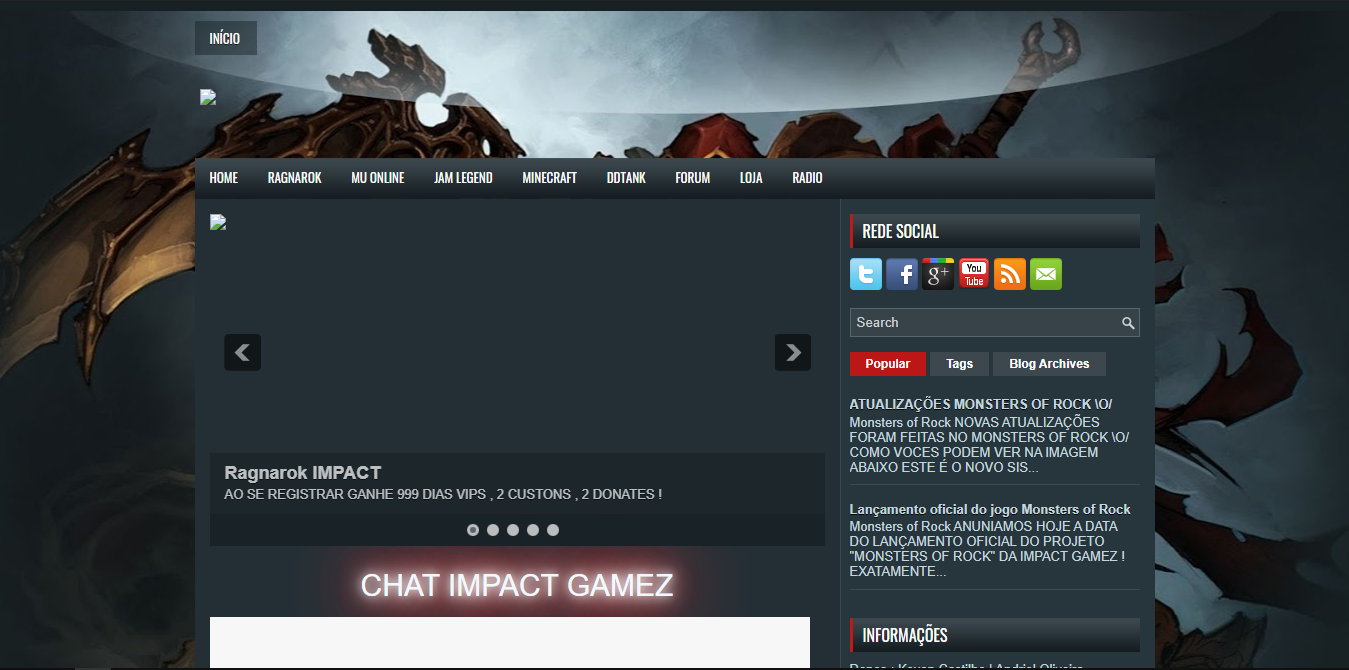 INÍCIO
HOME RAGNAROK MU ONLINE JAM LEGEND MINECRAFT DDTANK FORUM LOJA RADIO
Ragnarok IMPACT
AO SE REGISTRAR GANHE 999 DIAS VIPS , 2 CUSTONS , 2 DONATES !
CHAT IMPACT GAMEZ
REDE SOCIAL
You
Tube
Search
Popular Tags Blog Archives
ATUALIZAÇÕES MONSTERS OF ROCK \O/
Monsters of Rock NOVAS ATUALIZAÇÕES
FORAM FEITAS NO MONSTERS OF ROCK \O/
COMO VOCES PODEM VER NA IMAGEM
ABAIXO ESTE É O NOVO SIS...
Lançamento oficial do jogo Monsters of Rock
Monsters of Rock ANUNIAMOS HOJE A DATA
DO LANÇAMENTO OFICIAL DO PROJETO
"MONSTERS OF ROCK" DA IMPACT GAMEZ !
EXATAMENTE...
INFORMAÇÕES